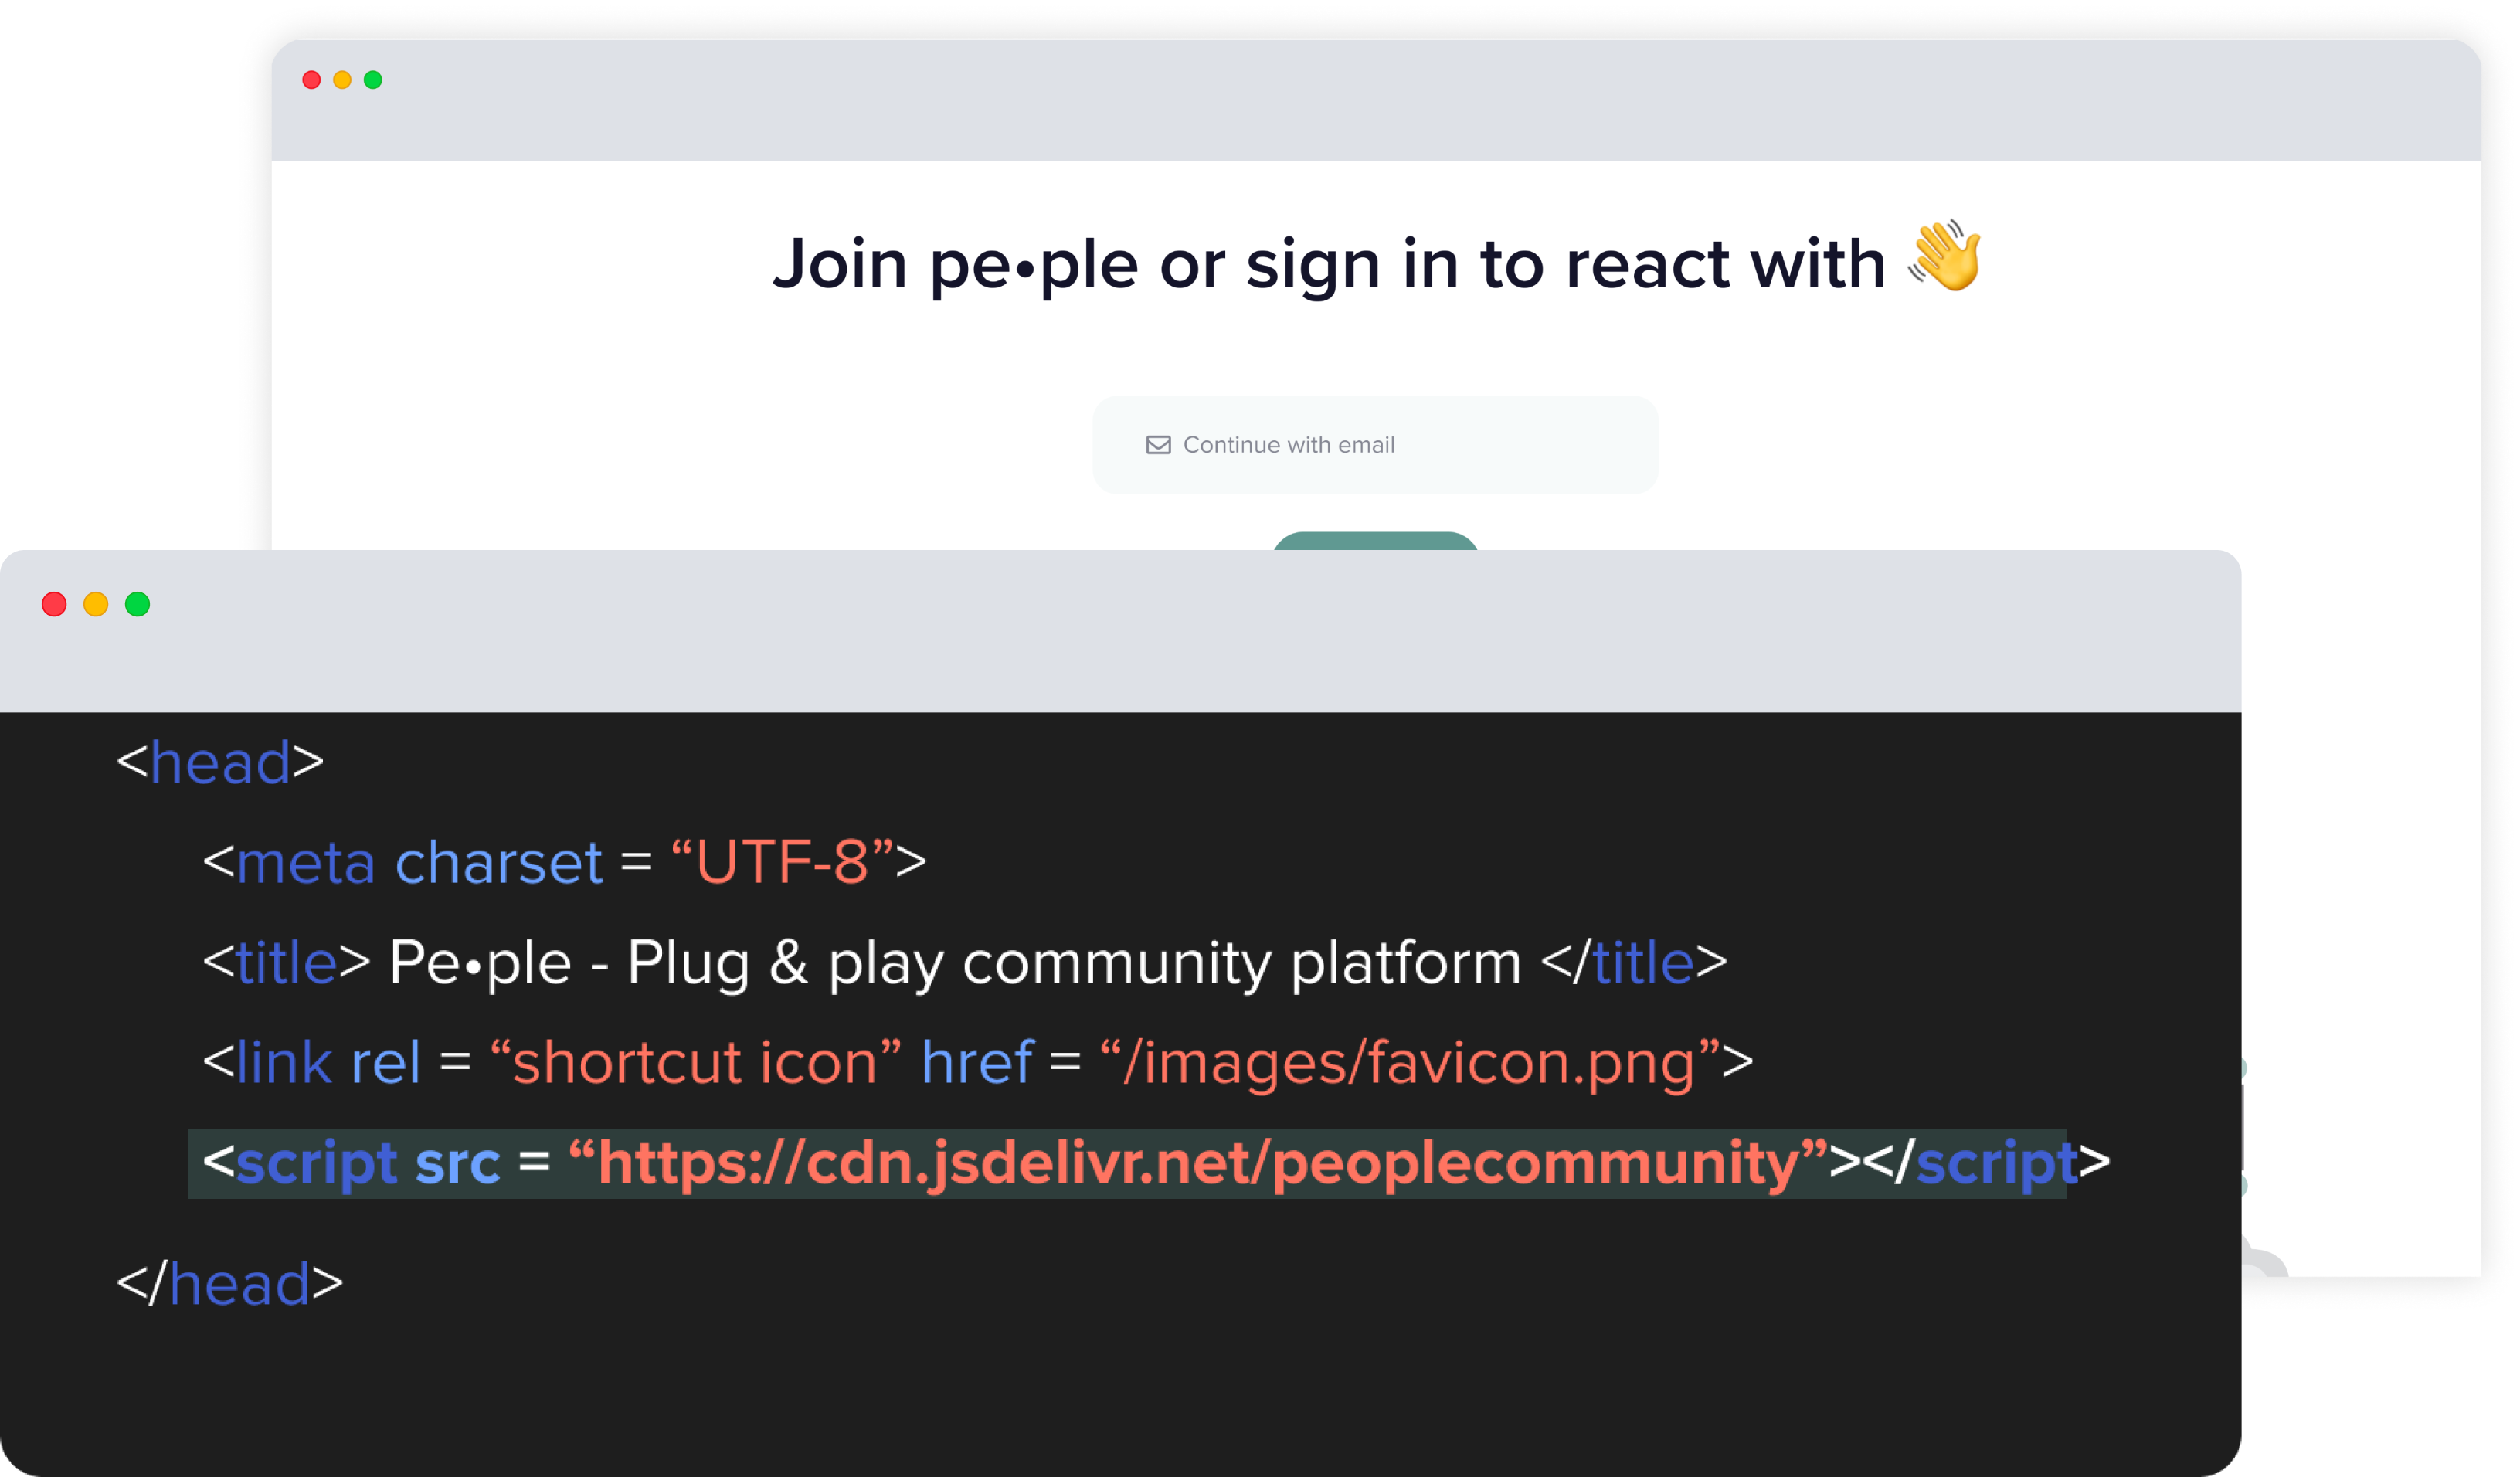 Join pe•ple or sign in to react with 👋
Continue with email
<head>
<meta charset = “UTF-8”>
<title> Pe•ple - Plug & play community platform </title>
<link rel = “shortcut icon” href = “/images/favicon.png”>
<script src = “https://cdn.jsdelivr.net/peoplecommunity”></script>
</head>